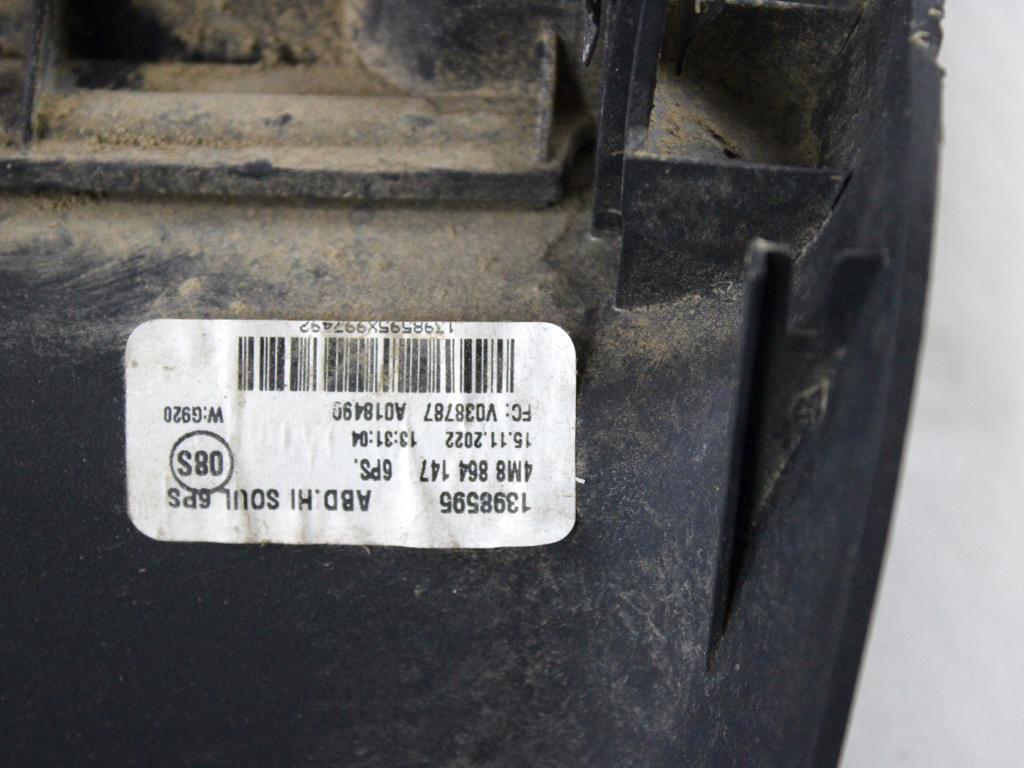 1398595 ABD.HI SOUL 6PS
4M8 864 147 6PS.
08S
15.11.2022 13:31:04
FC: V038787 A018490 W:G920
1398595X997492